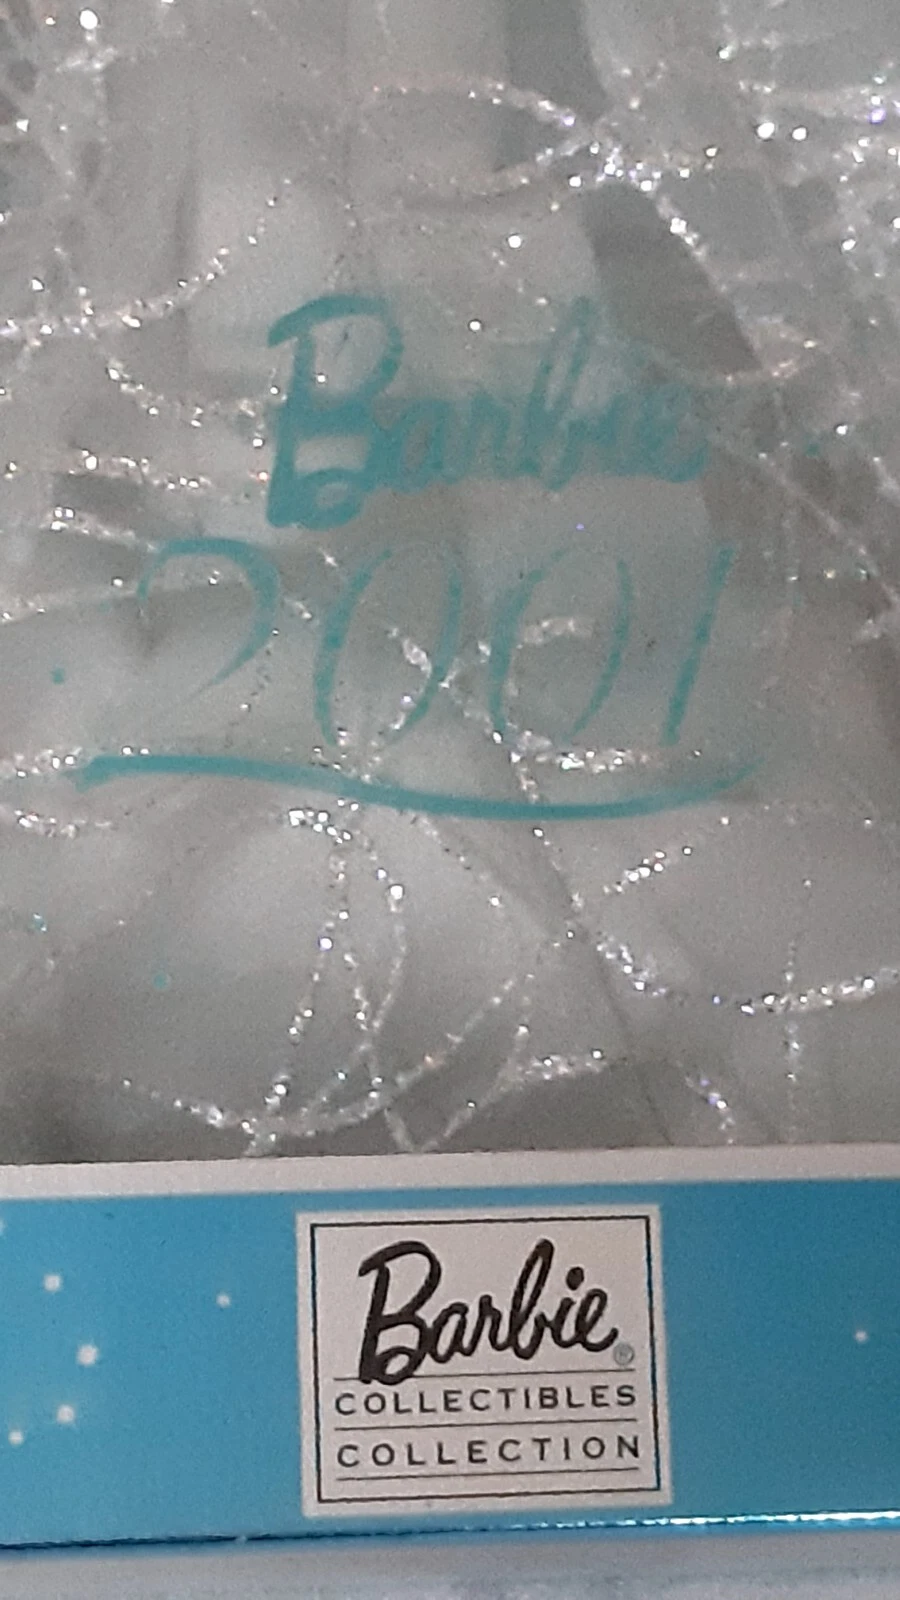 Barbie
2001
Barbie®
COLLECTIBLES
COLLECTION